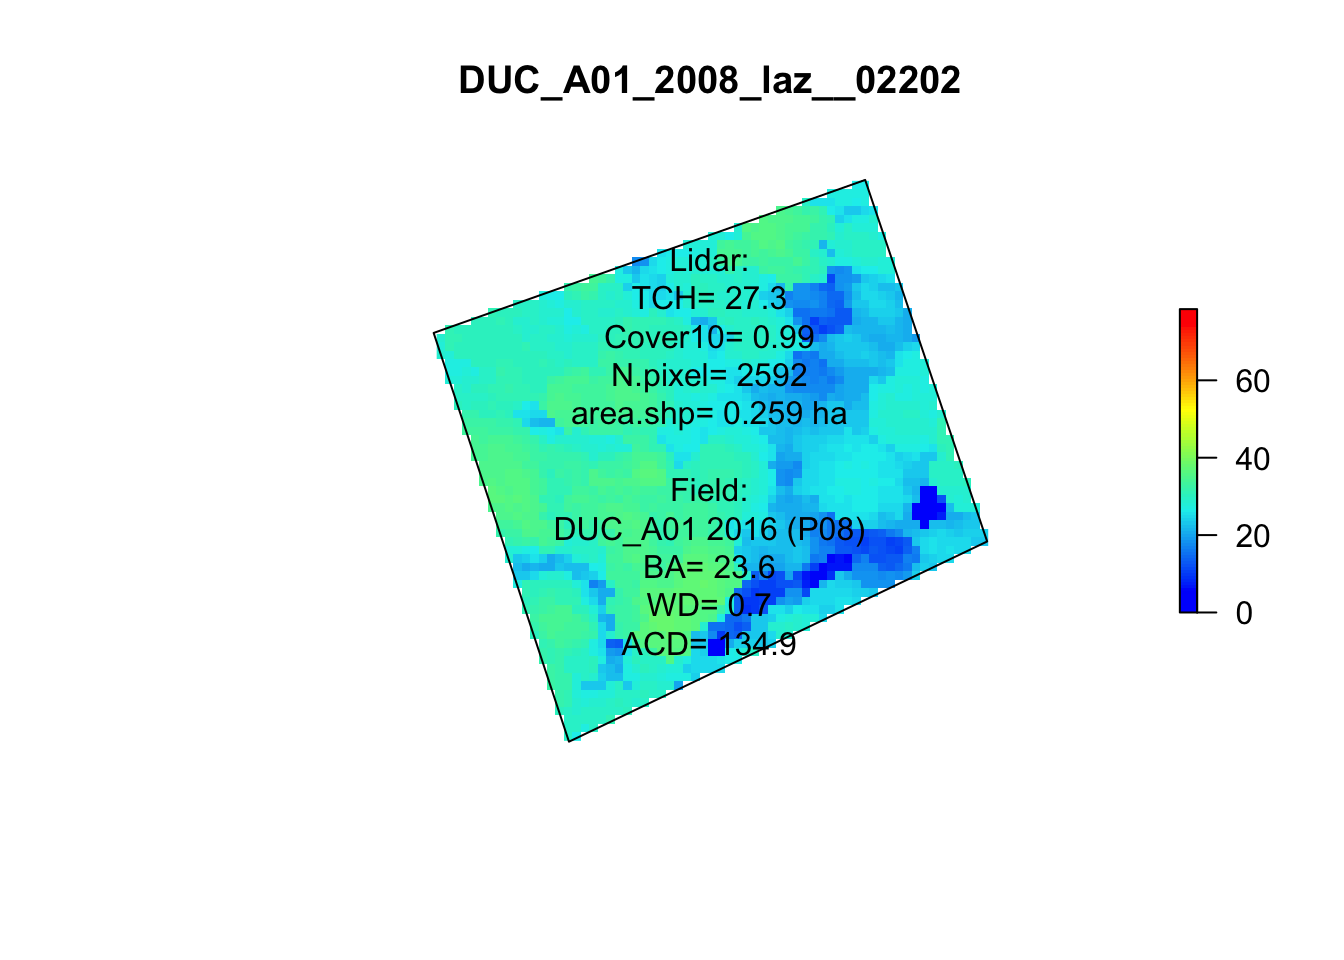 DUC_A01_2008_laz__02202
Lidar:
TCH= 27.3
Cover10= 0.99
N.pixel= 2592
area.shp= 0.259 ha
Field:
DUC_A01 2016 (P08)
BA= 23.6
WD= 0.7
ACD= 134.9
60
40
20
0